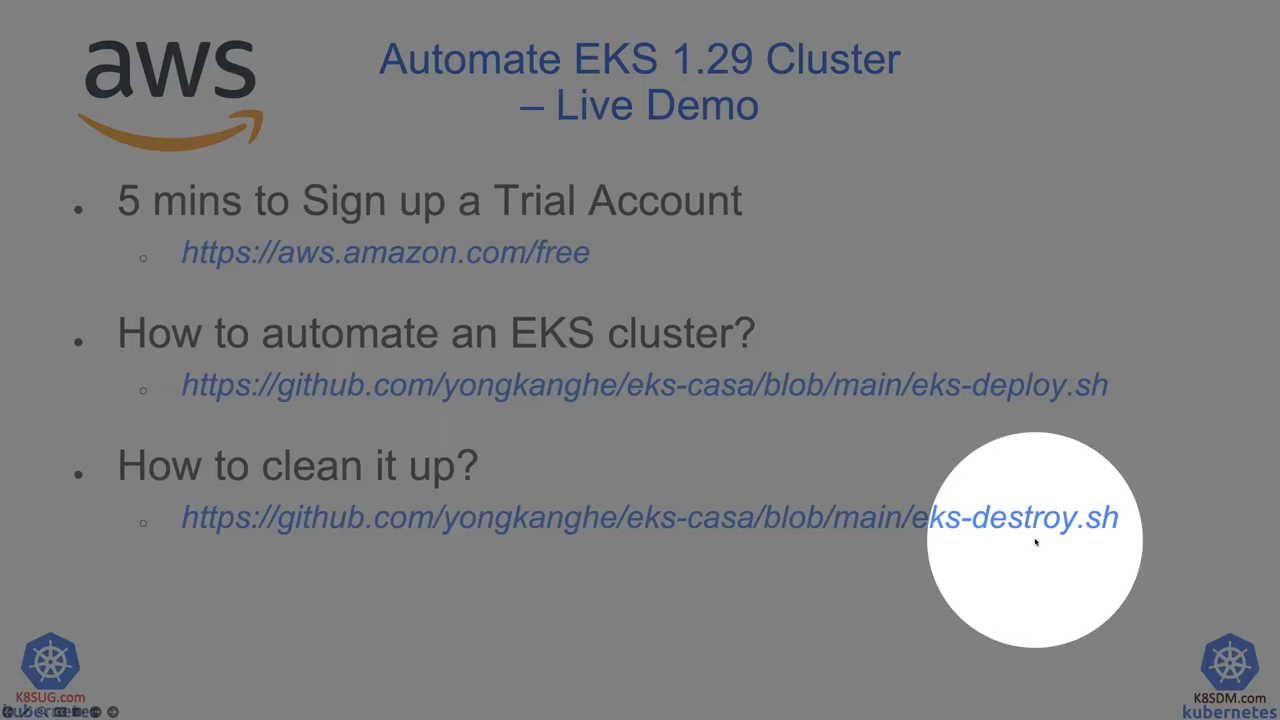 aws
Automate EKS 1.29 Cluster
– Live Demo
5 mins to Sign up a Trial Account
https://aws.amazon.com/free
How to automate an EKS cluster?
https://github.com/yongkanghe/eks-casa/blob/main/eks-deploy.sh
How to clean it up?
https://github.com/yongkanghe/eks-casa/blob/main/eks-destroy.sh
K8SUG.com
kubernetes
K8SDM.com
kubernetes